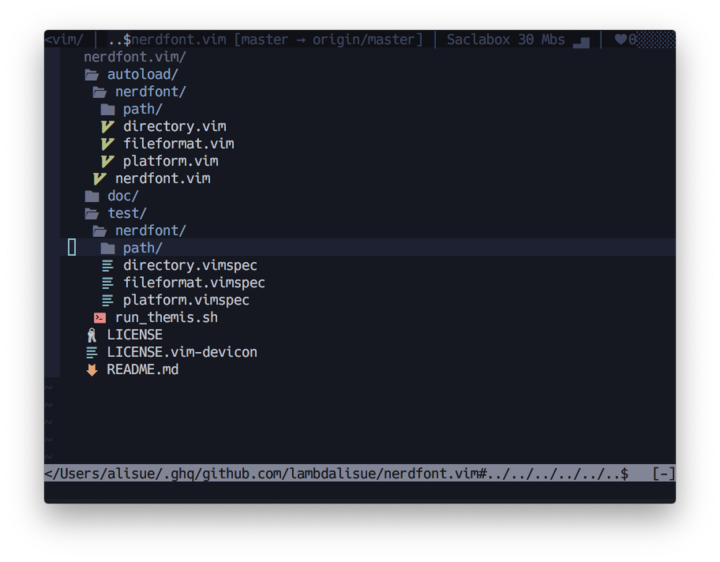 <vim/ | ..$nerdfont.vim [master → origin/master] | Saclabox 30 Mbs | ♥0
nerdfont.vim/
autoload/
nerdfont/
path/
directory.vim
fileformat.vim
platform.vim
nerdfont.vim
doc/
test/
nerdfont/
path/
directory.vimspec
fileformat.vimspec
platform.vimspec
run_themis.sh
LICENSE
LICENSE.vim-devicon
README.md
~
~
~
~
~
</Users/alisue/.ghq/github.com/lambdalisue/nerdfont.vim#../../../../../..$ [-]